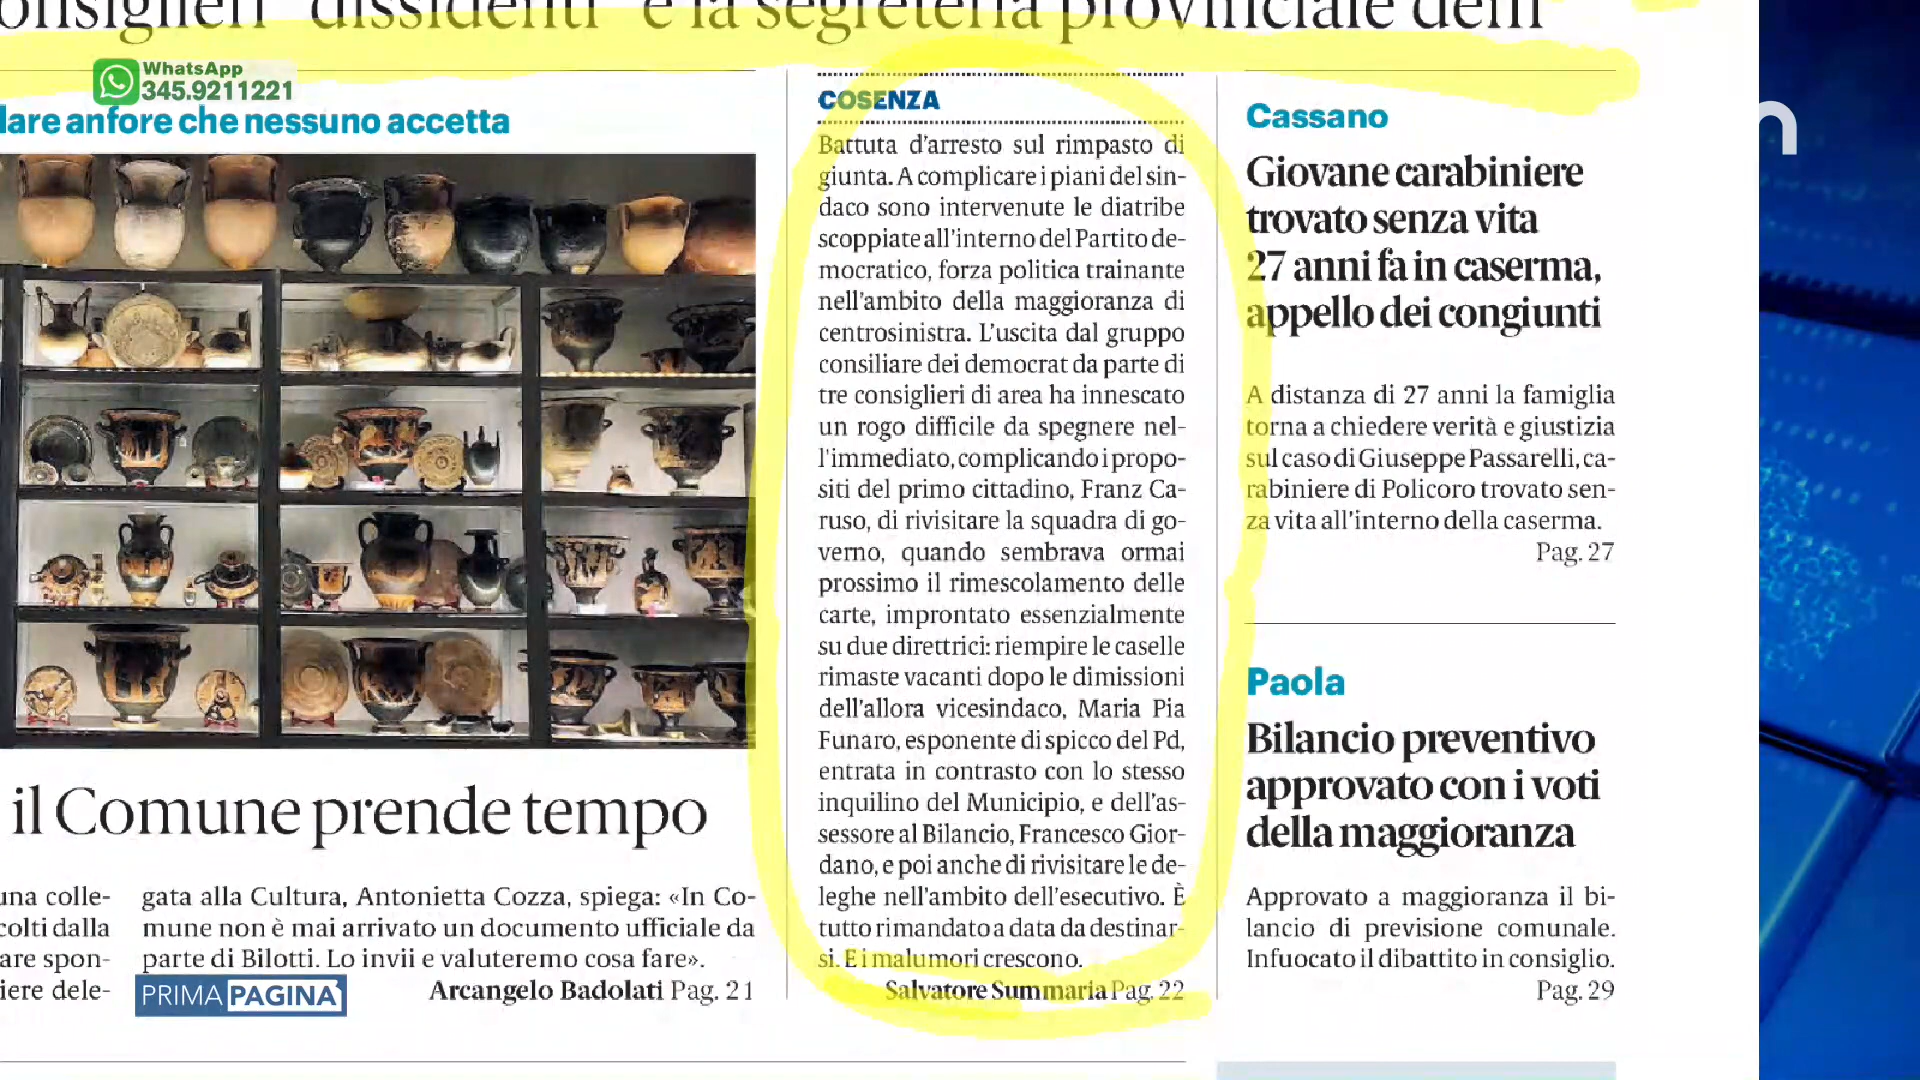 onsiglieri "dissidenti" e la segreteria provinciale dem
WhatsApp
345.9211221
lare anfore che nessuno accetta
il Comune prende tempo
una colle-
colti dalla
are spon-
iere dele-
gata alla Cultura, Antonietta Cozza, spiega: «In Co-
mune non è mai arrivato un documento ufficiale da
parte di Bilotti. Lo invii e valuteremo cosa fare».
Arcangelo Badolati Pag. 21
PRIMA PAGINA
COSENZA
Battuta d'arresto sul rimpasto di
giunta. A complicare i piani del sin-
daco sono intervenute le diatribe
scoppiate all'interno del Partito de-
mocratico, forza politica trainante
nell'ambito della maggioranza di
centrosinistra. L'uscita dal gruppo
consiliare dei democrat da parte di
tre consiglieri di area ha innescato
un rogo difficile da spegnere nel-
l'immediato, complicando i propo-
siti del primo cittadino, Franz Ca-
ruso, di rivisitare la squadra di go-
verno, quando sembrava ormai
prossimo il rimescolamento delle
carte, improntato essenzialmente
su due direttrici: riempire le caselle
rimaste vacanti dopo le dimissioni
dell'allora vicesindaco, Maria Pia
Funaro, esponente di spicco del Pd,
entrata in contrasto con lo stesso
inquilino del Municipio, e dell'as-
sessore al Bilancio, Francesco Gior-
dano, e poi anche di rivisitare le de-
leghe nell'ambito dell'esecutivo. È
tutto rimandato a data da destinar-
si. E i malumori crescono.
Salvatore Summaria Pag. 22
Cassano
Giovane carabiniere
trovato senza vita
27 anni fa in caserma,
appello dei congiunti
A distanza di 27 anni la famiglia
torna a chiedere verità e giustizia
sul caso di Giuseppe Passarelli, ca-
rabiniere di Policoro trovato sen-
za vita all'interno della caserma.
Pag. 27
Paola
Bilancio preventivo
approvato con i voti
della maggioranza
Approvato a maggioranza il bi-
lancio di previsione comunale.
Infuocato il dibattito in consiglio.
Pag. 29
n